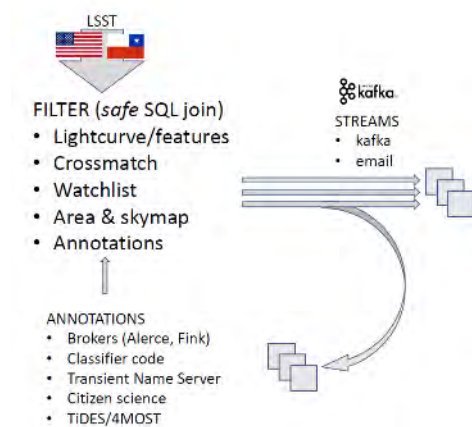 LSST
FILTER (safe SQL join)
• Lightcurve/features
• Crossmatch
• Watchlist
• Area & skymap
• Annotations
kafka
STREAMS
• kafka
• email
ANNOTATIONS
• Brokers (Alerce, Fink)
• Classifier code
• Transient Name Server
• Citizen science
• TiDES/4MOST